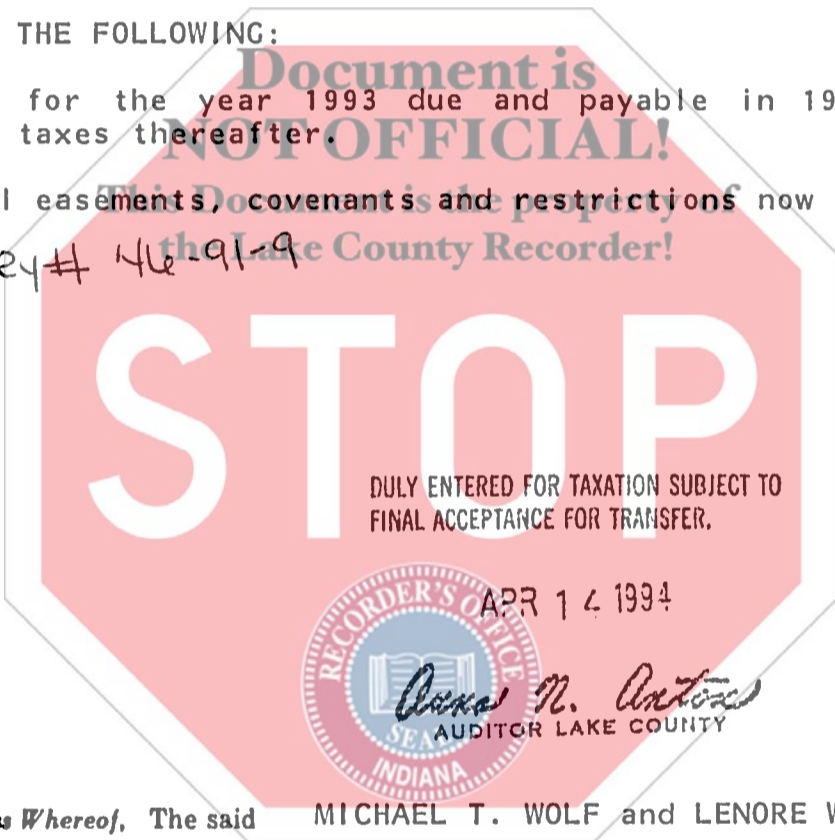 THE FOLLOWING:
Document is
for the year 1993 due and payable in 19
taxes thereafter.
NOT OFFICIAL!
l easements, covenants and restrictions now
This Document is the property of
the Lake County Recorder!
ey# 46-91-9
STOP
DULY ENTERED FOR TAXATION SUBJECT TO
FINAL ACCEPTANCE FOR TRANSFER.
APR 14 1994
RECORDER'S OFFICE
Anna N. Anton
AUDITOR LAKE COUNTY
SEAL
INDIANA
s Whereof, The said MICHAEL T. WOLF and LENORE W